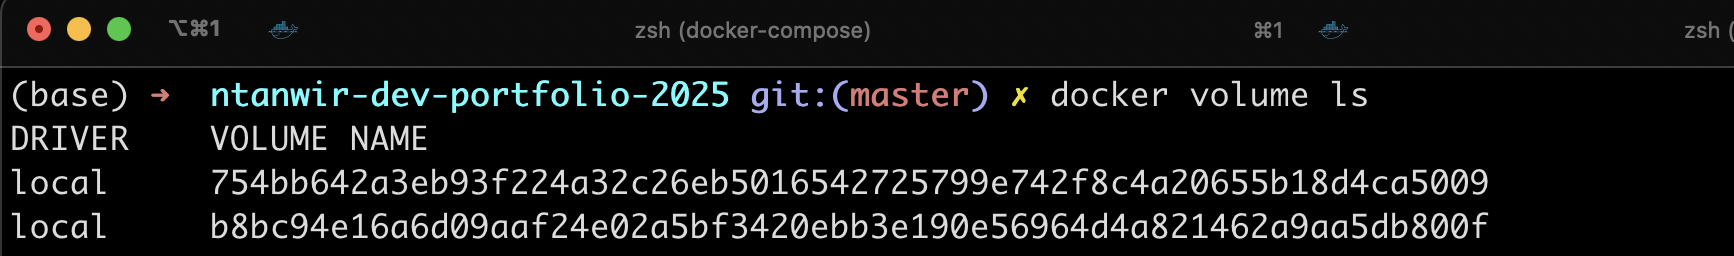 ⌥⌘1 zsh (docker-compose) ⌘1 zsh (
(base) ➜ ntanwir-dev-portfolio-2025 git:(master) ✗ docker volume ls
DRIVER VOLUME NAME
local 754bb642a3eb93f224a32c26eb5016542725799e742f8c4a20655b18d4ca5009
local b8bc94e16a6d09aaf24e02a5bf3420ebb3e190e56964d4a821462a9aa5db800f